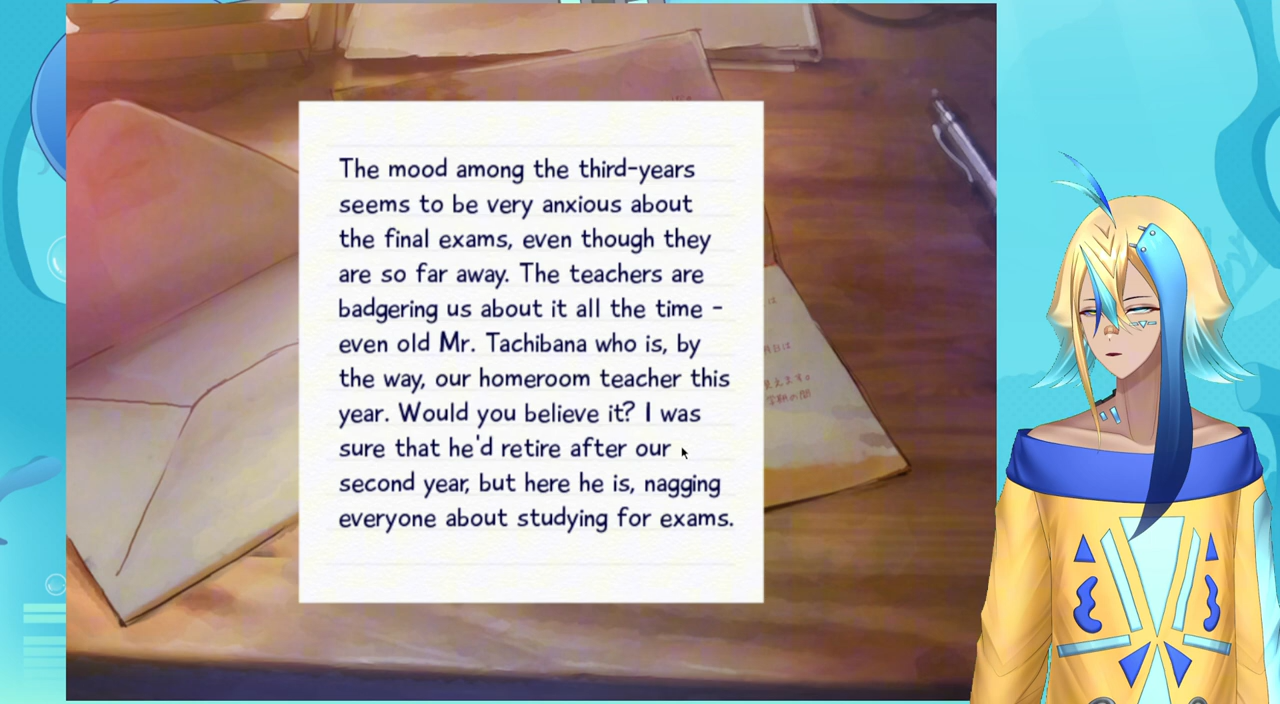 The mood among the third-years
seems to be very anxious about
the final exams, even though they
are so far away. The teachers are
badgering us about it all the time -
even old Mr. Tachibana who is, by
the way, our homeroom teacher this
year. Would you believe it? I was
sure that he'd retire after our
second year, but here he is, nagging
everyone about studying for exams.